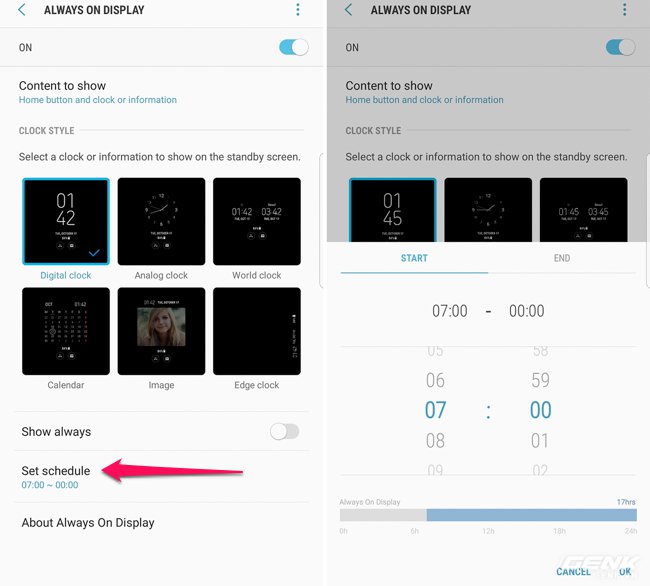 ALWAYS ON DISPLAY
ON
Content to show
Home button and clock or information
CLOCK STYLE
Select a clock or information to show on the standby screen.
01
42
TUE, OCTOBER 17
Digital clock
Analog clock
01:42 03:42
World clock
OCT 01:42
Calendar
01:42 TUE, OCTOBER 17
Image
Edge clock
Show always
Set schedule
07:00 ~ 00:00
About Always On Display
ALWAYS ON DISPLAY
ON
Content to show
Home button and clock or information
CLOCK STYLE
Select a clock or information to show on the standby screen.
01
45
01:45 03:45
START END
07:00 - 00:00
05 58
06 59
07 : 00
08 01
09 02
Always On Display 17hrs
0h 6h 12h 18h 24h
CANCEL OK
GENK